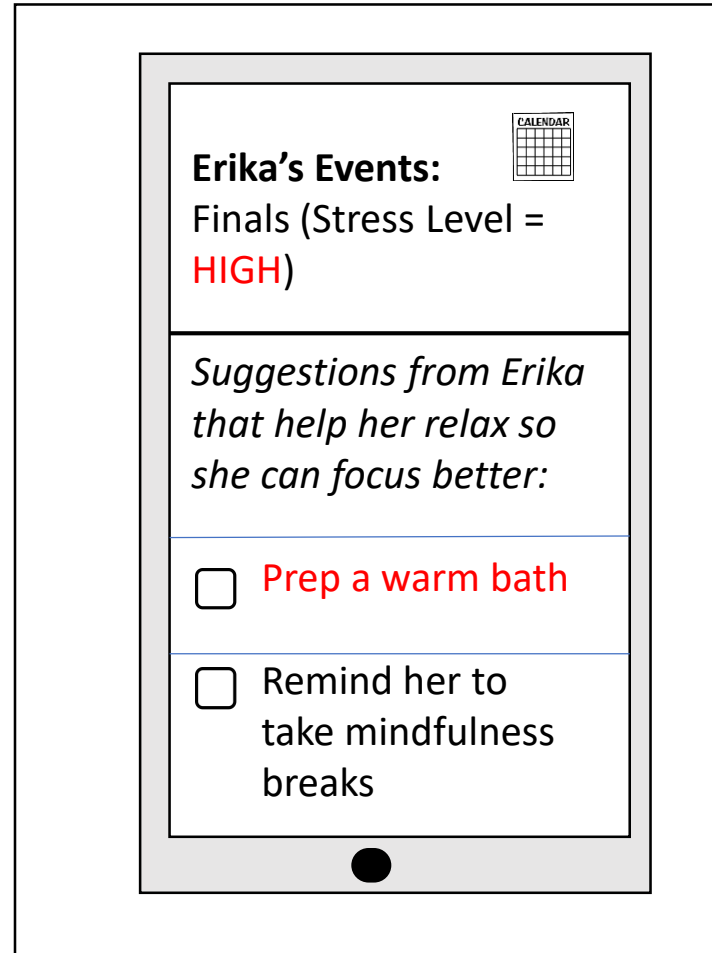 CALENDAR
Erika’s Events:
Finals (Stress Level =
HIGH)
Suggestions from Erika
that help her relax so
she can focus better:
Prep a warm bath
Remind her to
take mindfulness
breaks